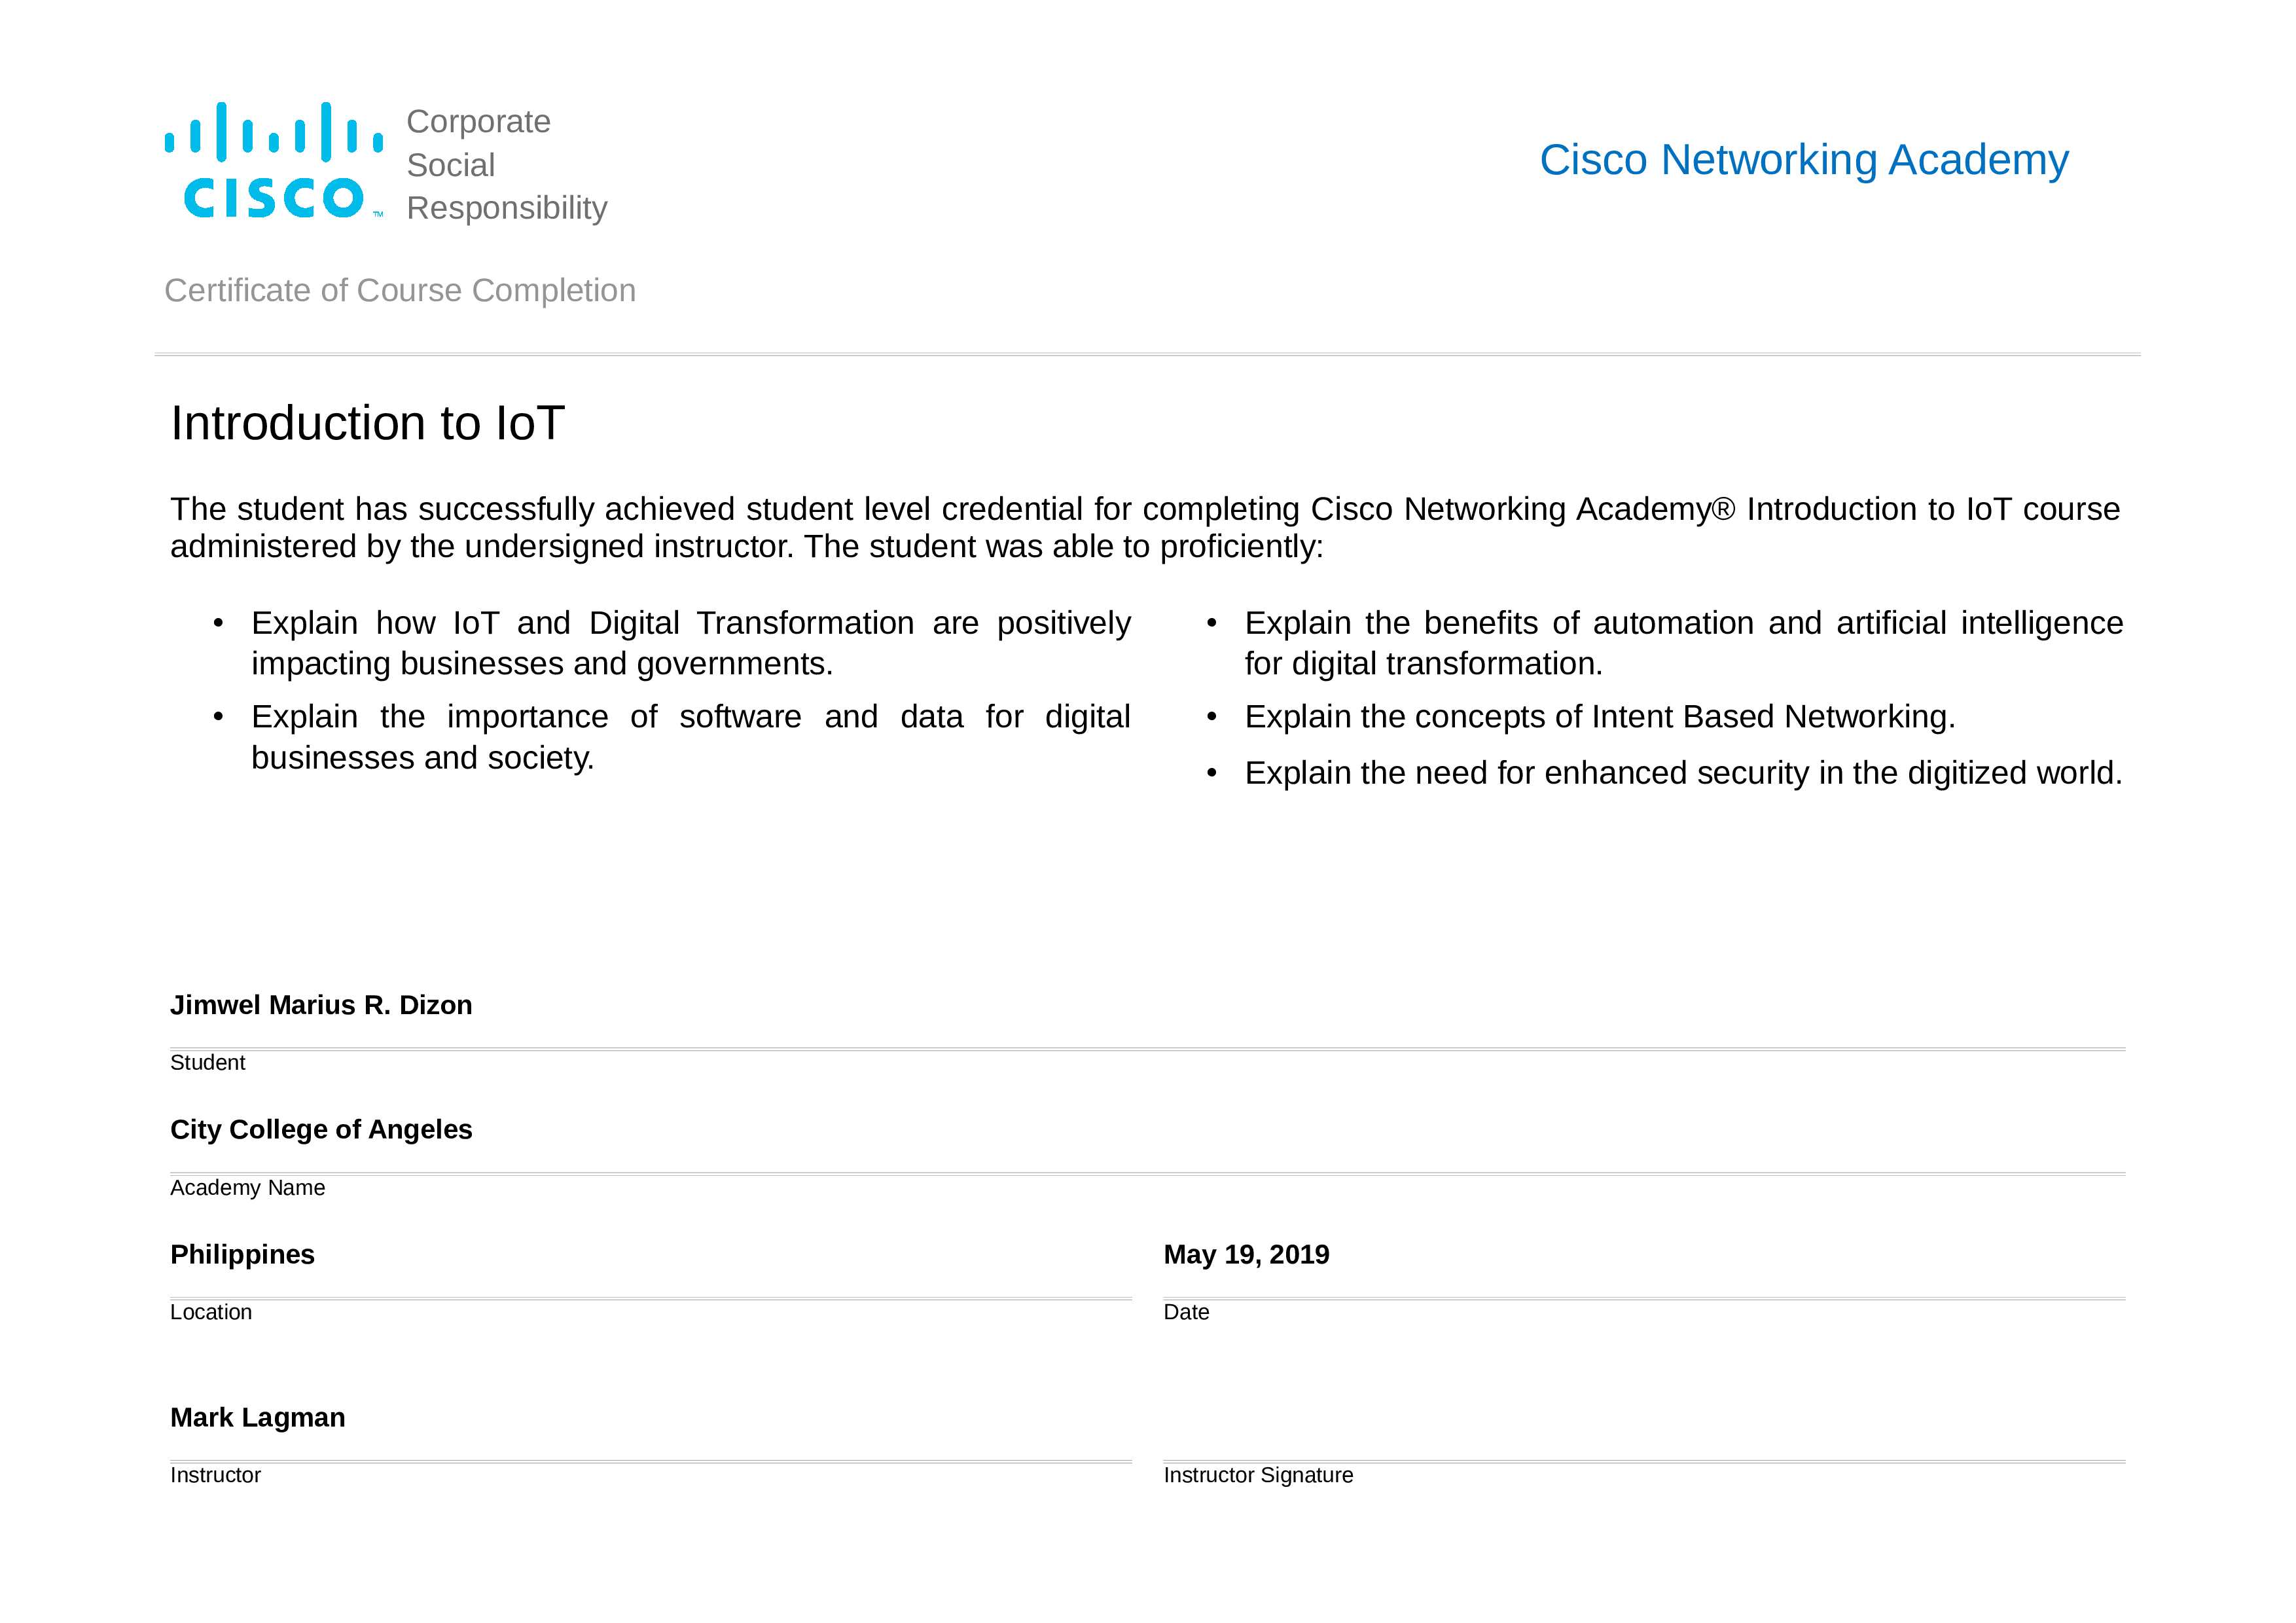 CISCO™
Corporate
Social
Responsibility
Cisco Networking Academy
Certificate of Course Completion
Introduction to IoT
The student has successfully achieved student level credential for completing Cisco Networking Academy® Introduction to IoT course
administered by the undersigned instructor. The student was able to proficiently:
• Explain how IoT and Digital Transformation are positively
impacting businesses and governments.
• Explain the importance of software and data for digital
businesses and society.
• Explain the benefits of automation and artificial intelligence
for digital transformation.
• Explain the concepts of Intent Based Networking.
• Explain the need for enhanced security in the digitized world.
Jimwel Marius R. Dizon
Student
City College of Angeles
Academy Name
Philippines
Location
May 19, 2019
Date
Mark Lagman
Instructor
Instructor Signature